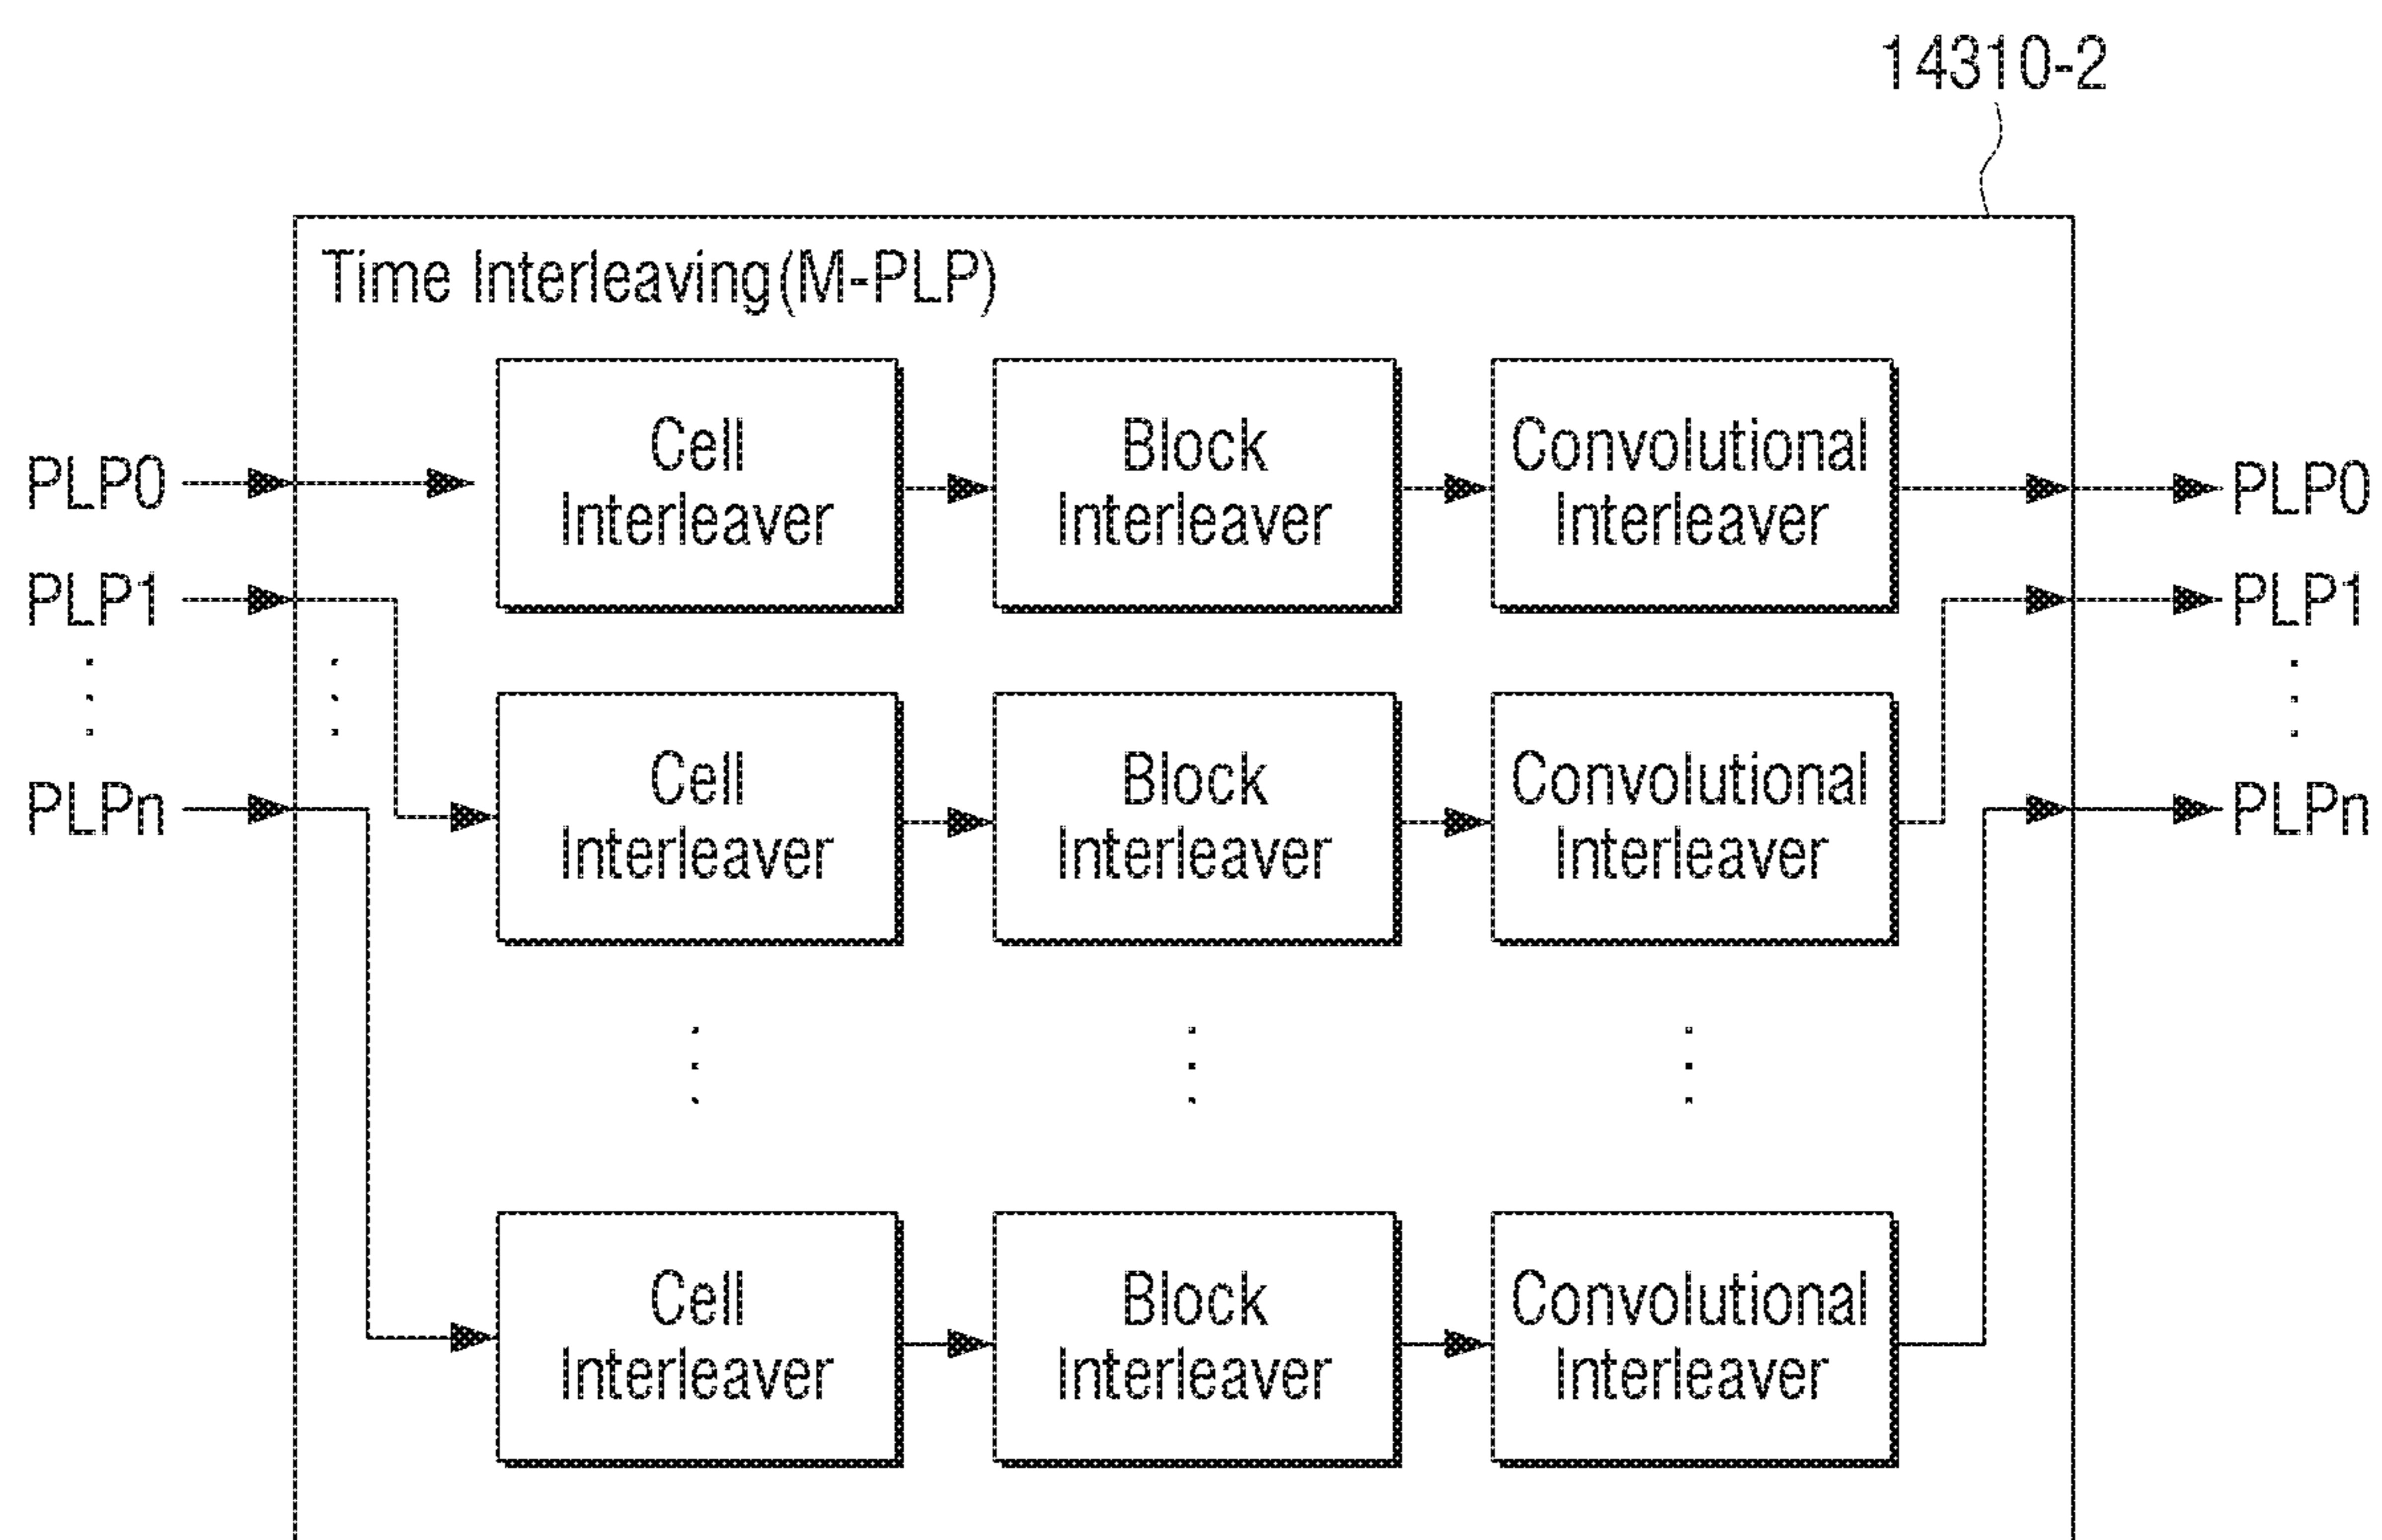 14310-2
Time Interleaving(M-PLP)
Cell
Interleaver
Block
Interleaver
Convolutional
Interleaver
PLP0
PLP0
PLP1
PLP1
Cell
Interleaver
Block
Interleaver
Convolutional
Interleaver
PLPn
PLPn
Cell
Interleaver
Block
Interleaver
Convolutional
Interleaver